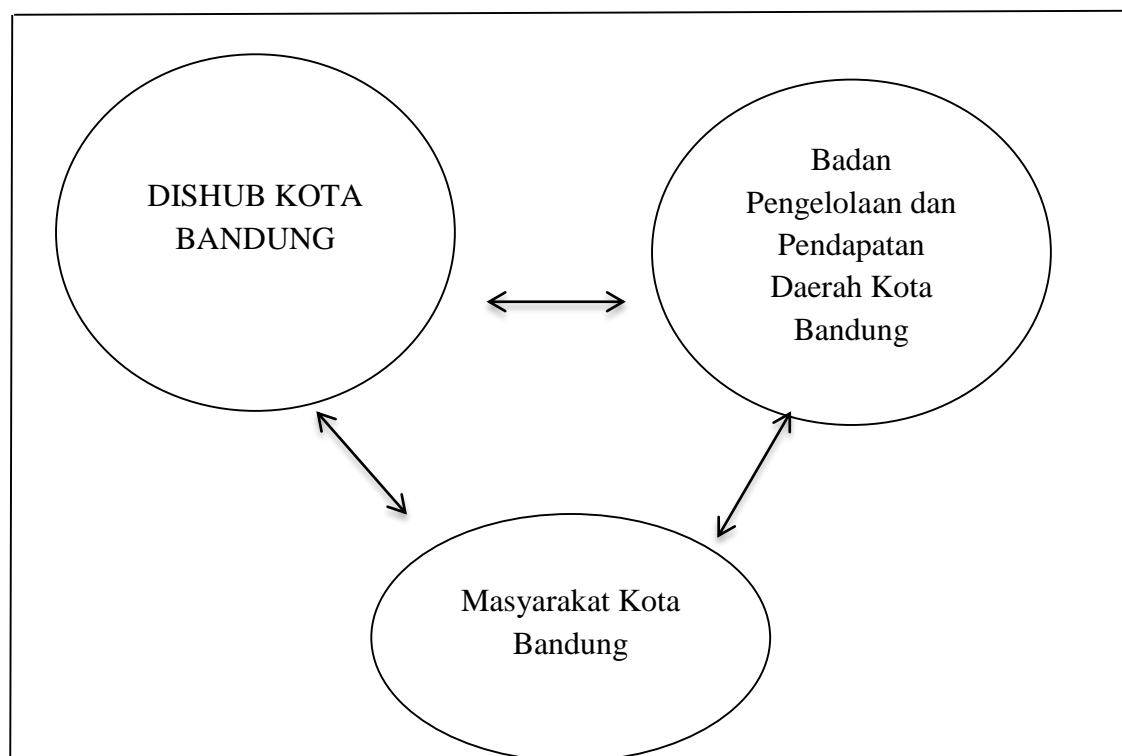 DISHUB KOTA
BANDUNG
Badan
Pengelolaan dan
Pendapatan
Daerah Kota
Bandung
Masyarakat Kota
Bandung